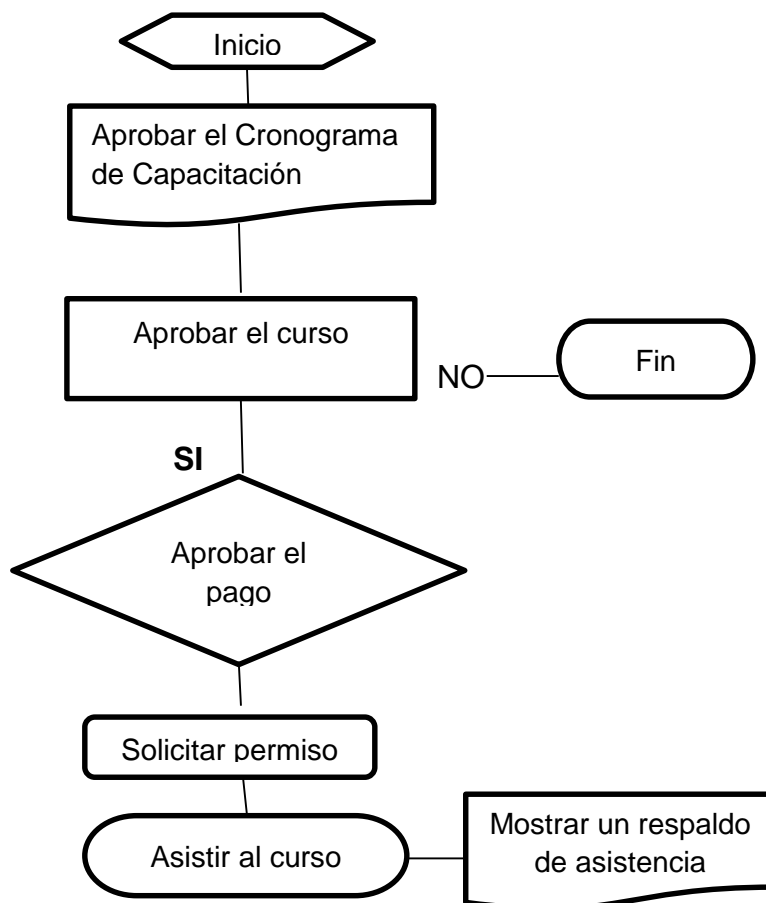 Inicio
Aprobar el Cronograma
de Capacitación
Aprobar el curso
NO
Fin
SI
Aprobar el
pago
Solicitar permiso
Asistir al curso
Mostrar un respaldo
de asistencia